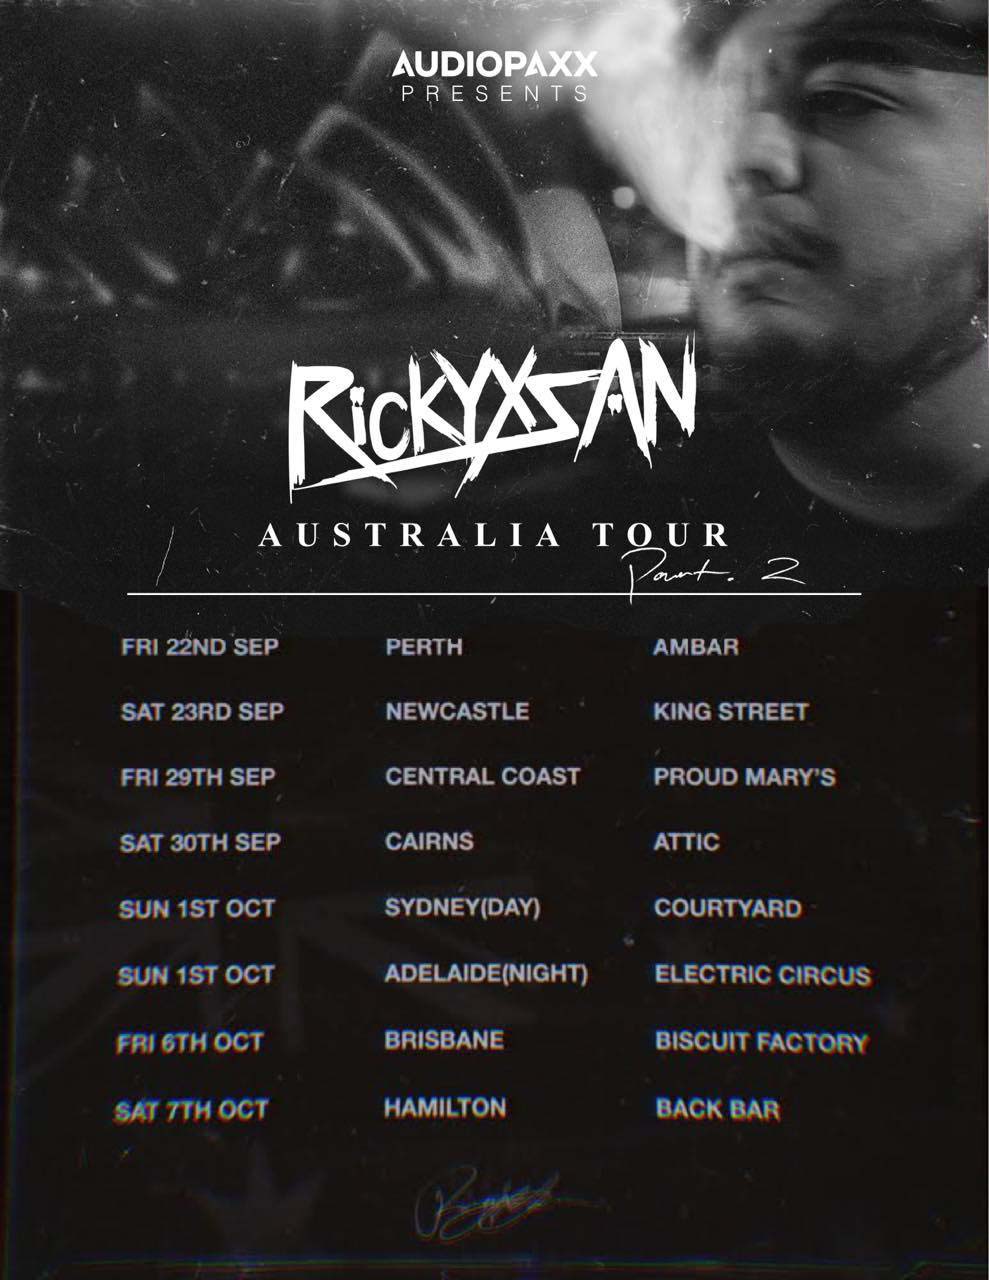 AUDIOPAXX
PRESENTS
RICKYXSAN
AUSTRALIA TOUR
Part. 2
FRI 22ND SEP PERTH AMBAR
SAT 23RD SEP NEWCASTLE KING STREET
FRI 29TH SEP CENTRAL COAST PROUD MARY'S
SAT 30TH SEP CAIRNS ATTIC
SUN 1ST OCT SYDNEY(DAY) COURTYARD
SUN 1ST OCT ADELAIDE(NIGHT) ELECTRIC CIRCUS
FRI 6TH OCT BRISBANE BISCUIT FACTORY
SAT 7TH OCT HAMILTON BACK BAR